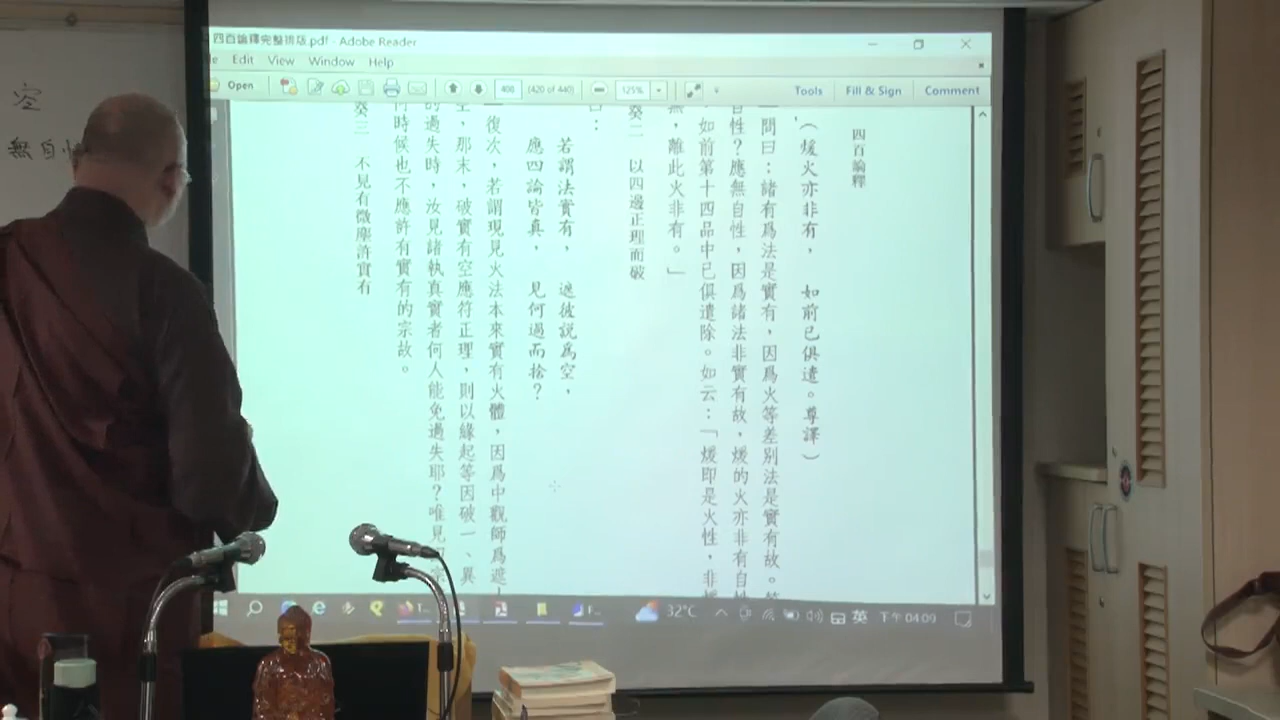 空
無自性
四百論釋完整排版.pdf - Adobe Reader
Edit View Window Help
Open
408 (420 of 440)
125%
Tools Fill & Sign Comment
四百論釋
（煖火亦非有， 如前已俱遣。尊譯）
問曰：諸有為法是實有，因為火等差別法是實有故。
自性？應無自性，因為諸法非實有故，煖的火亦非有自性
如前第十四品中已俱遣除。如云：「煖即是火性，非
無，離此火非有。」
癸二 以四邊正理而破
曰：
若謂法實有， 遮彼說為空，
應四論皆真， 見何過而捨？
復次，若謂現見火法本來實有火體，因為中觀師為遮
空，那末，破實有空應符正理，則以緣起等因破一、異
的過失時，汝見諸執真實者何人能免過失耶？唯見
何時候也不應許有實有的宗故。
癸三 不見有微塵許實有
32°C
英
下午 04:09